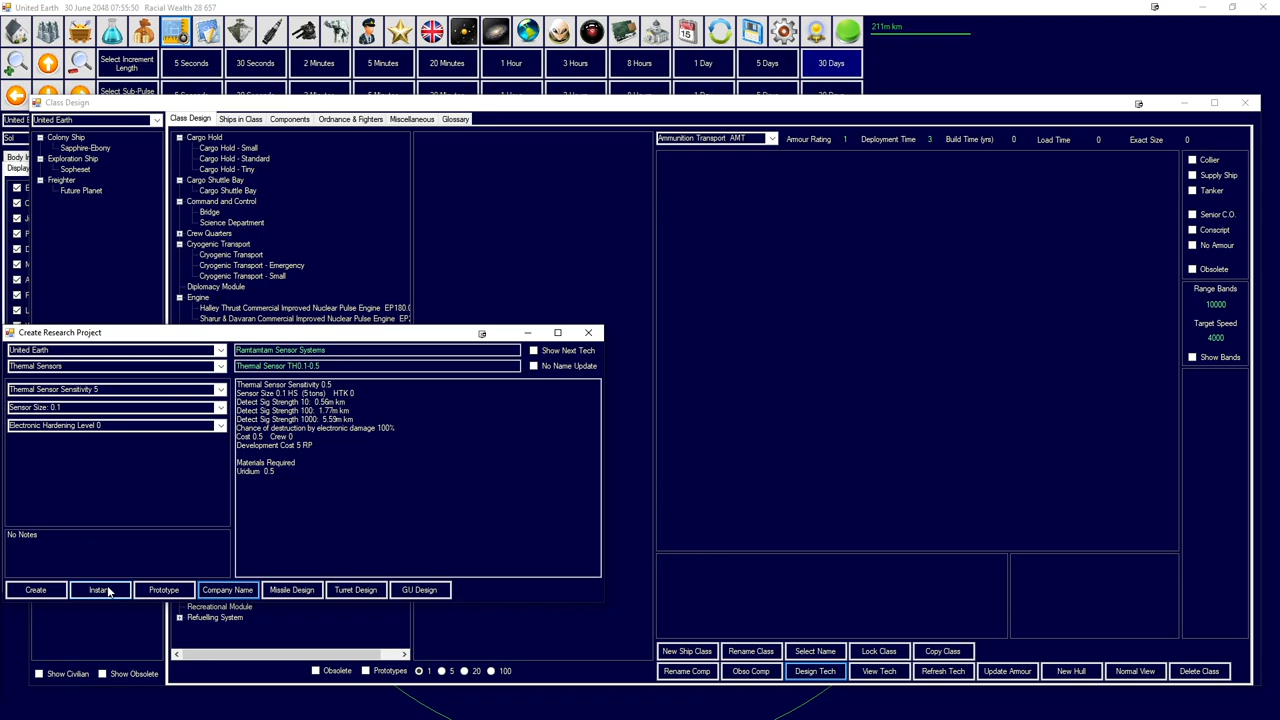 United Earth    30 June 2048 07:55:50    Racial Wealth 28 657
211m km
Select Increment Length
5 Seconds
30 Seconds
2 Minutes
5 Minutes
20 Minutes
1 Hour
3 Hours
8 Hours
1 Day
5 Days
30 Days
Select Sub-Pulse
Class Design
United Earth
Sol
Body
Display
Colony Ship
Sapphire-Ebony
Exploration Ship
Sopheset
Freighter
Future Planet
Class Design
Ships in Class
Components
Ordnance & Fighters
Miscellaneous
Glossary
Cargo Hold
Cargo Hold - Small
Cargo Hold - Standard
Cargo Hold - Tiny
Cargo Shuttle Bay
Cargo Shuttle Bay
Command and Control
Bridge
Science Department
Crew Quarters
Cryogenic Transport
Cryogenic Transport
Cryogenic Transport - Emergency
Cryogenic Transport - Small
Diplomacy Module
Engine
Halley Thrust Commercial Improved Nuclear Pulse Engine  EP180.0
Sharur & Davaran Commercial Improved Nuclear Pulse Engine
Ammunition Transport  AMT
Armour Rating    1
Deployment Time    3
Build Time (yrs)    0
Load Time    0
Exact Size    0
Collier
Supply Ship
Tanker
Senior C.O.
Conscript
No Armour
Obsolete
Range Bands
10000
Target Speed
4000
Show Bands
Create Research Project
United Earth
Thermal Sensors
Thermal Sensor Sensitivity 5
Sensor Size: 0.1
Electronic Hardening Level 0
No Notes
Ramtamtam Sensor Systems
Thermal Sensor TH0.1-0.5
Show Next Tech
No Name Update
Thermal Sensor Sensitivity 0.5
Sensor Size 0.1 HS  (5 tons)    HTK 0
Detect Sig Strength 10:  0.56m km
Detect Sig Strength 100:  1.77m km
Detect Sig Strength 1000:  5.59m km
Chance of destruction by electronic damage 100%
Cost 0.5    Crew 0
Development Cost 5 RP
Materials Required
Uridium  0.5
Create
Instant
Prototype
Company Name
Missile Design
Turret Design
GU Design
Recreational Module
Refuelling System
Show Civilian
Show Obsolete
Obsolete
Prototypes
1
5
20
100
New Ship Class
Rename Class
Select Name
Lock Class
Copy Class
Rename Comp
Obso Comp
Design Tech
View Tech
Refresh Tech
Update Armour
New Hull
Normal View
Delete Class